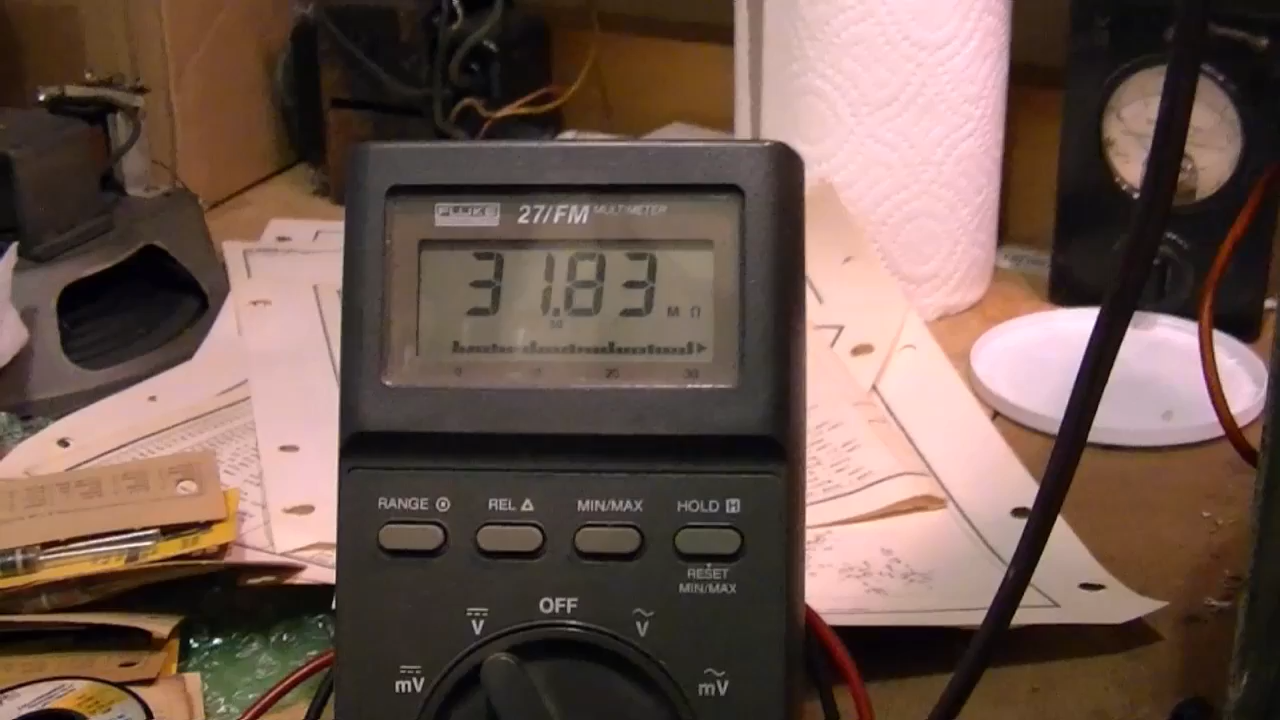 FLUKE 27/FM MULTIMETER
31.83 MΩ
0 20 30
RANGE REL △ MIN/MAX HOLD H
RESET
MIN/MAX
OFF
V V
mV mV